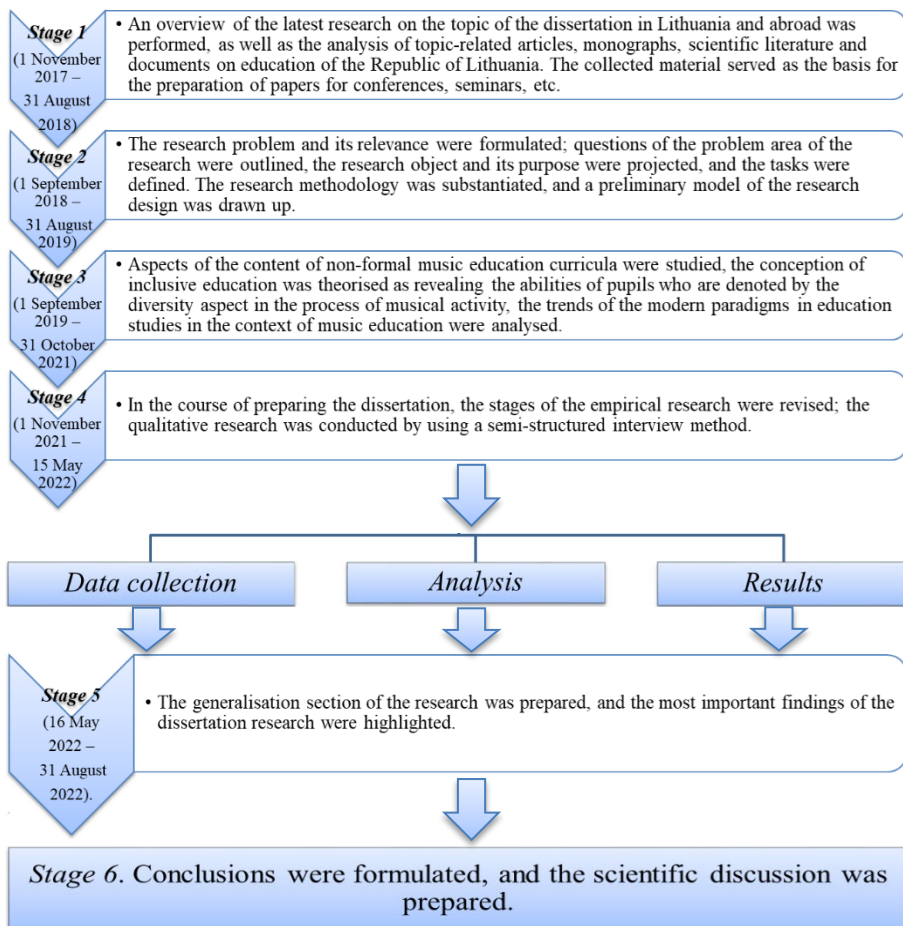 Stage 1
(1 November
2017 –
31 August
2018)
• An overview of the latest research on the topic of the dissertation in Lithuania and abroad was
performed, as well as the analysis of topic-related articles, monographs, scientific literature and
documents on education of the Republic of Lithuania. The collected material served as the basis for
the preparation of papers for conferences, seminars, etc.
Stage 2
(1 September
2018 –
31 August
2019)
• The research problem and its relevance were formulated; questions of the problem area of
the research were outlined, the research object and its purpose were projected, and the tasks were
defined. The research methodology was substantiated, and a preliminary model of the research
design was drawn up.
Stage 3
(1 September
2019 –
31 October
2021)
• Aspects of the content of non-formal music education curricula were studied, the conception of
inclusive education was theorised as revealing the abilities of pupils who are denoted by the
diversity aspect in the process of musical activity, the trends of the modern paradigms in education
studies in the context of music education were analysed.
Stage 4
(1 November
2021 –
15 May
2022)
• In the course of preparing the dissertation, the stages of the empirical research were revised; the
qualitative research was conducted by using a semi-structured interview method.
Data collection
Analysis
Results
Stage 5
(16 May
2022 –
31 August
2022).
• The generalisation section of the research was prepared, and the most important findings of the
dissertation research were highlighted.
Stage 6. Conclusions were formulated, and the scientific discussion was
prepared.